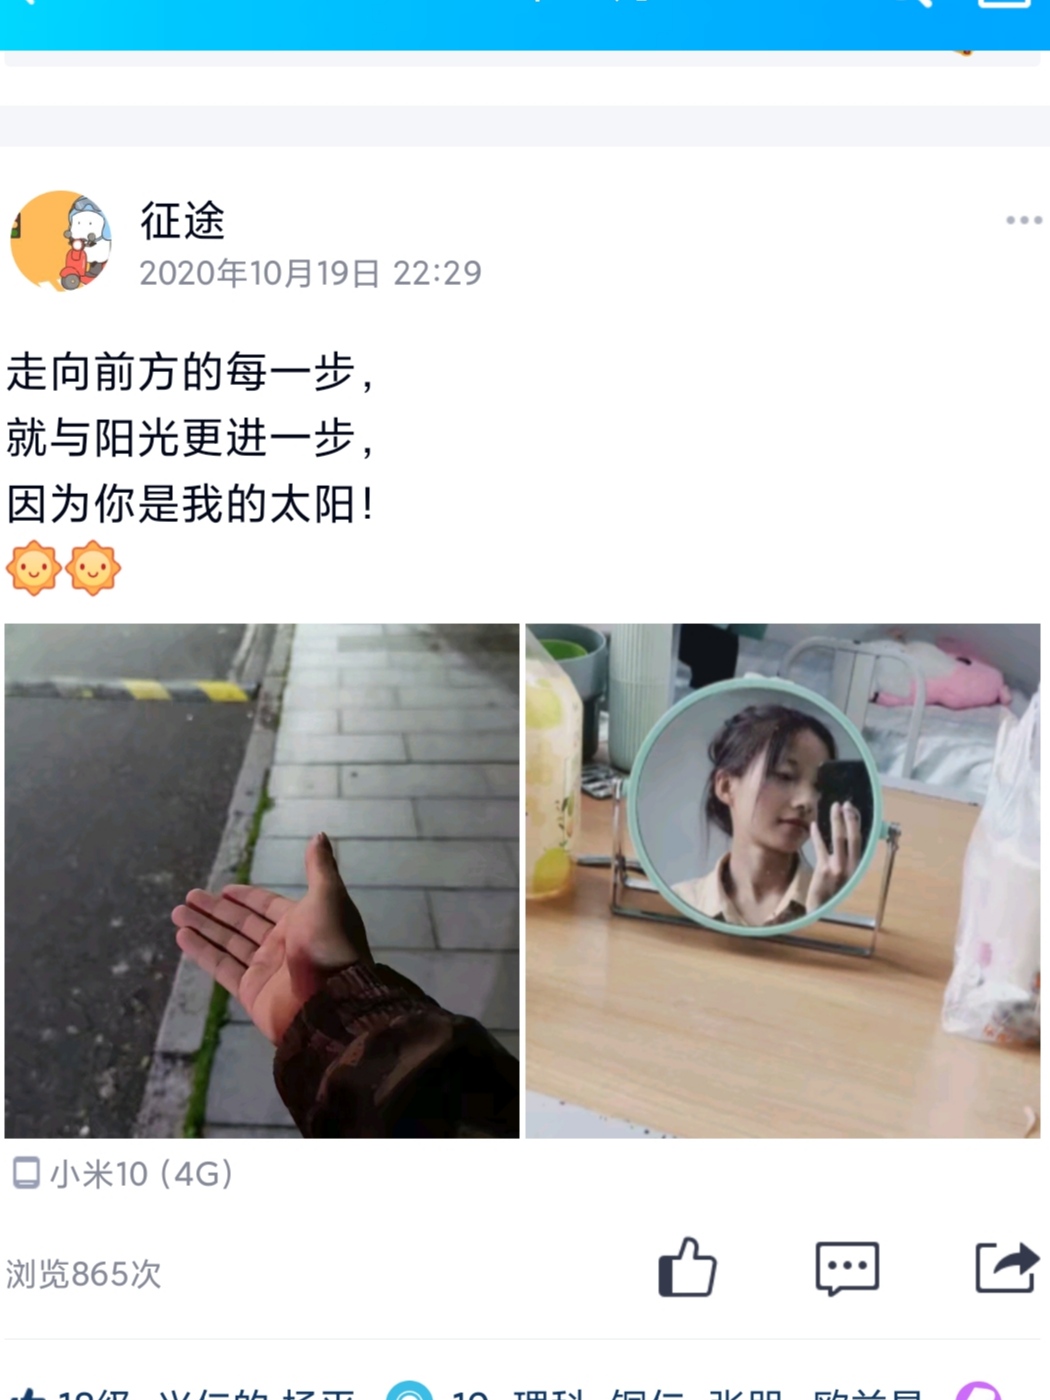 征途
2020年10月19日 22:29
走向前方的每一步,
就与阳光更进一步,
因为你是我的太阳!
小米10 (4G)
浏览865次